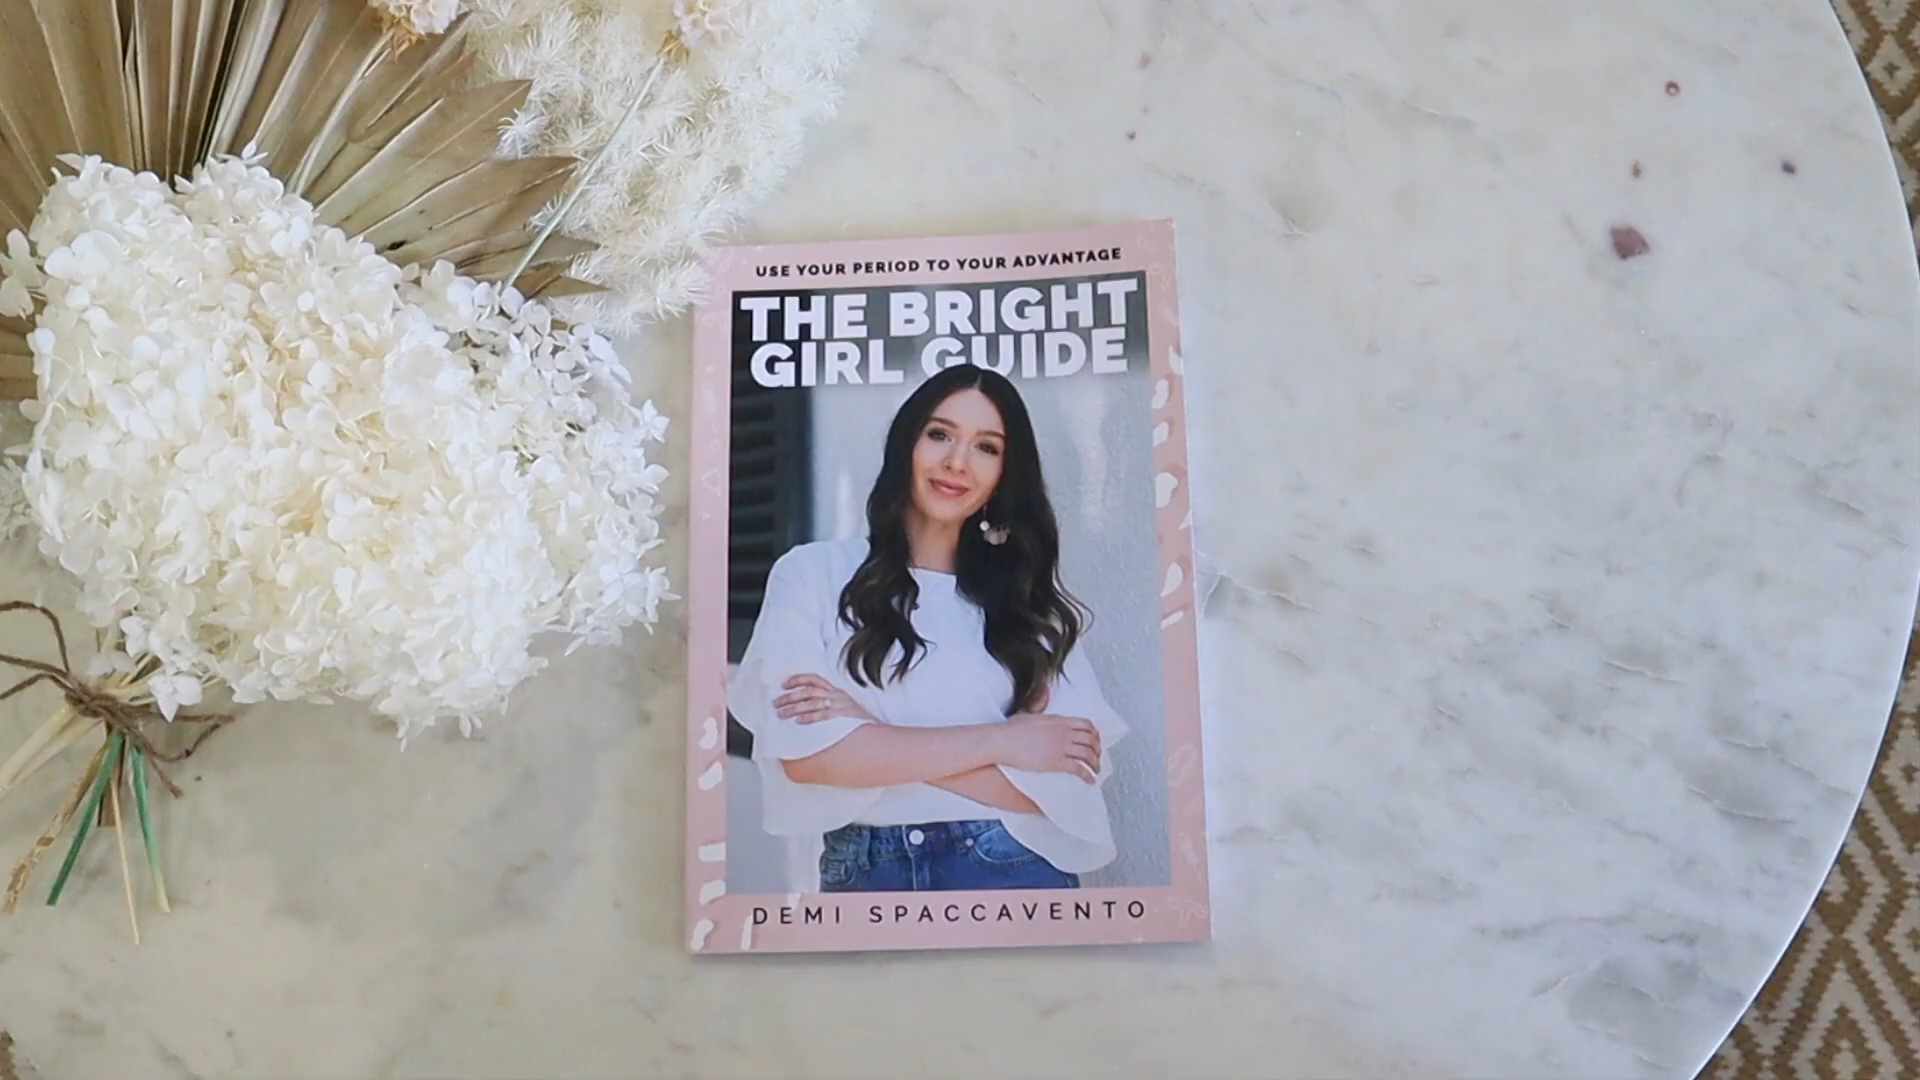 USE YOUR PERIOD TO YOUR ADVANTAGE
THE BRIGHT
GIRL GUIDE
DEMI SPACCAVENTO